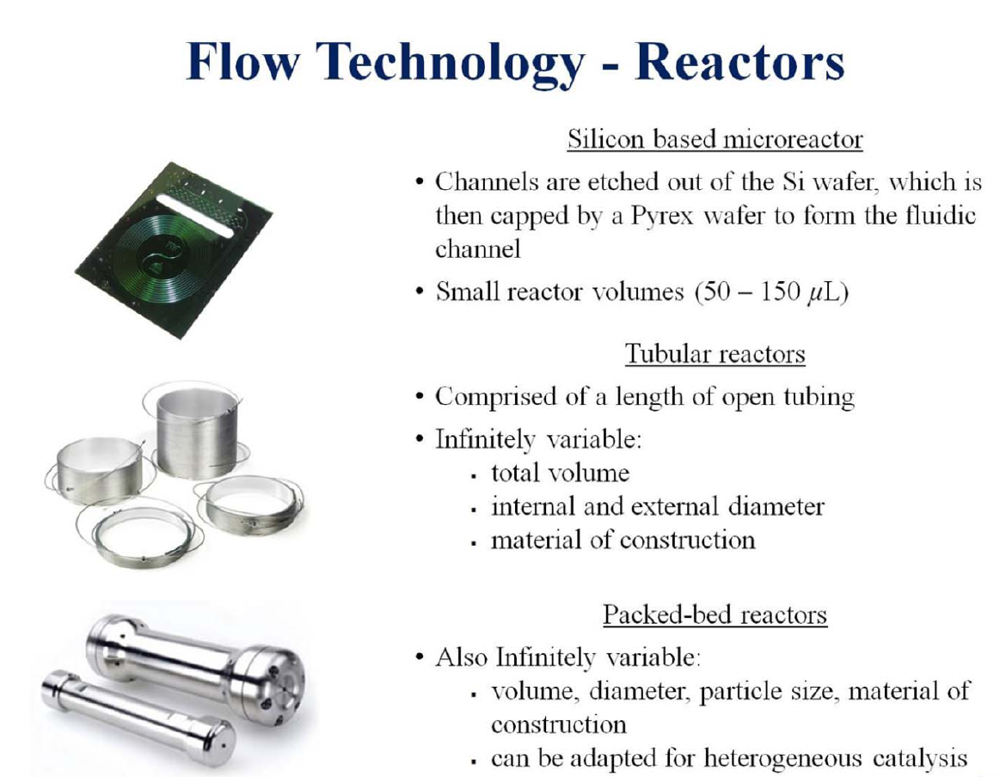 Flow Technology - Reactors
Silicon based microreactor
• Channels are etched out of the Si wafer, which is
then capped by a Pyrex wafer to form the fluidic
channel
• Small reactor volumes (50 – 150 μL)
Tubular reactors
• Comprised of a length of open tubing
• Infinitely variable:
▪ total volume
▪ internal and external diameter
▪ material of construction
Packed-bed reactors
• Also Infinitely variable:
▪ volume, diameter, particle size, material of
construction
▪ can be adapted for heterogeneous catalysis